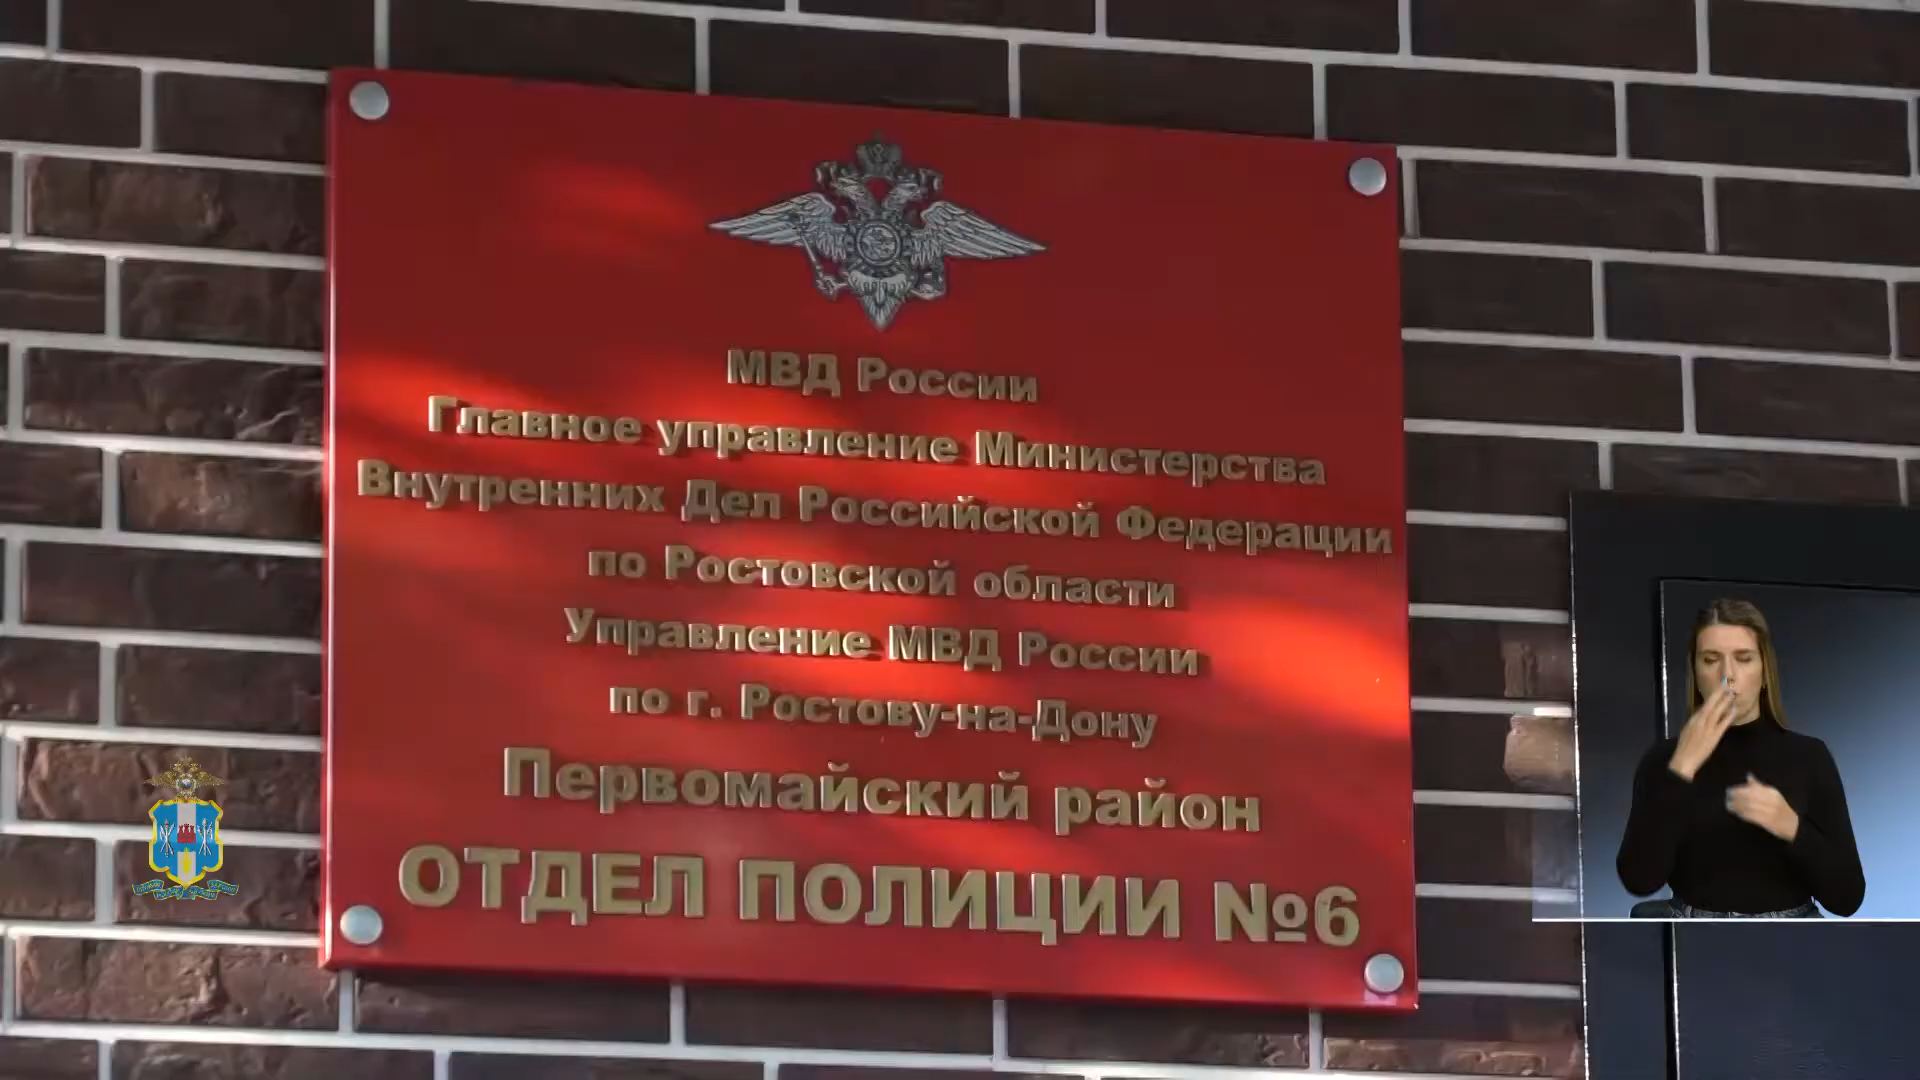 МВД России
Главное управление Министерства
Внутренних Дел Российской Федерации
по Ростовской области
Управление МВД России
по г. Ростову-на-Дону
Первомайский район
ОТДЕЛ ПОЛИЦИИ №6